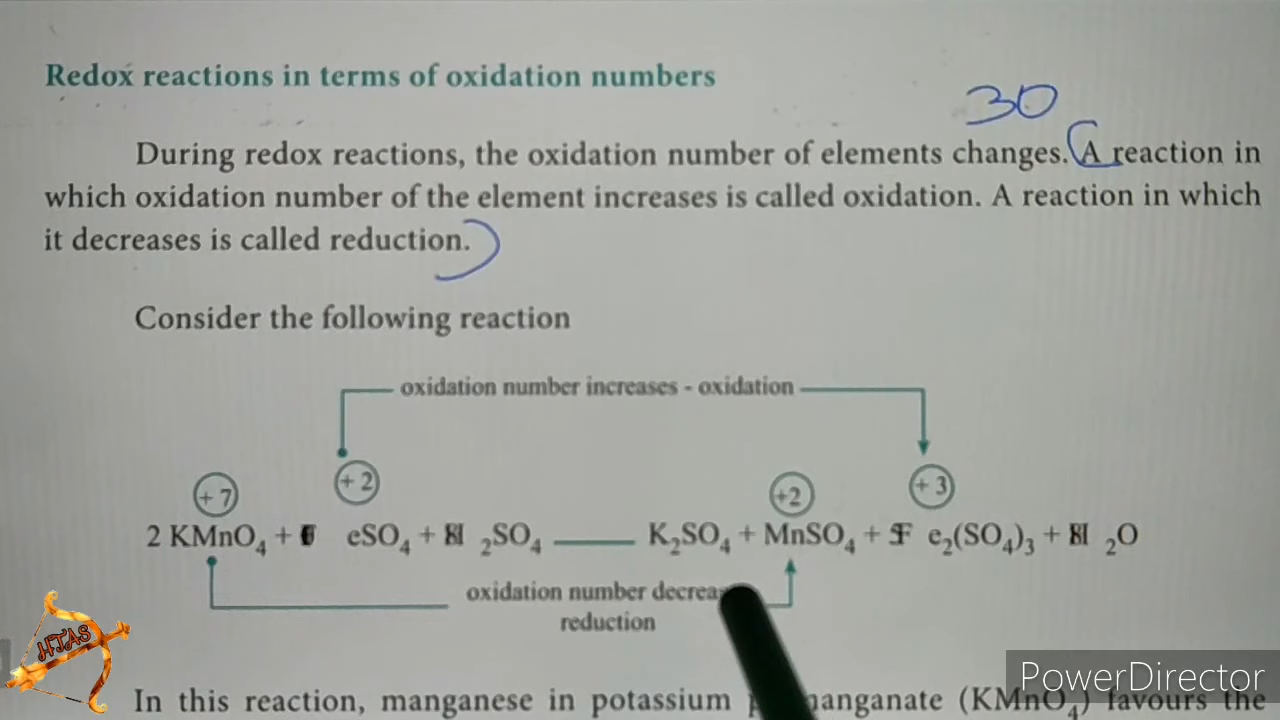 Redox reactions in terms of oxidation numbers
30
During redox reactions, the oxidation number of elements changes. A reaction in
which oxidation number of the element increases is called oxidation. A reaction in which
it decreases is called reduction.
Consider the following reaction
oxidation number increases - oxidation
+ 7 + 2 +2 + 3
2 KMnO₄ + eSO₄ + ₂SO₄ K₂SO₄ + MnSO₄ + e₂(SO₄)₃ + ₂O
oxidation number
reduction
HTAS
PowerDirector
In this reaction, manganese in potassium (KMnO₄) favours the